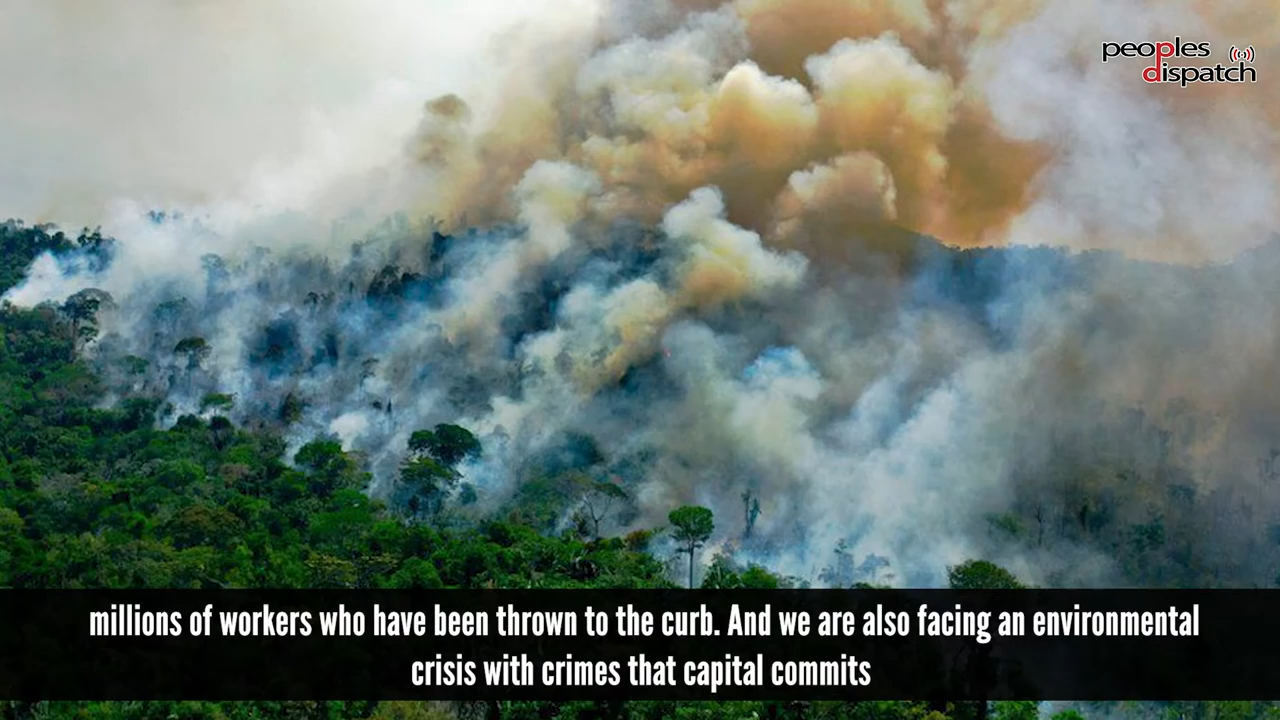 peoples
dispatch
millions of workers who have been thrown to the curb. And we are also facing an environmental
crisis with crimes that capital commits